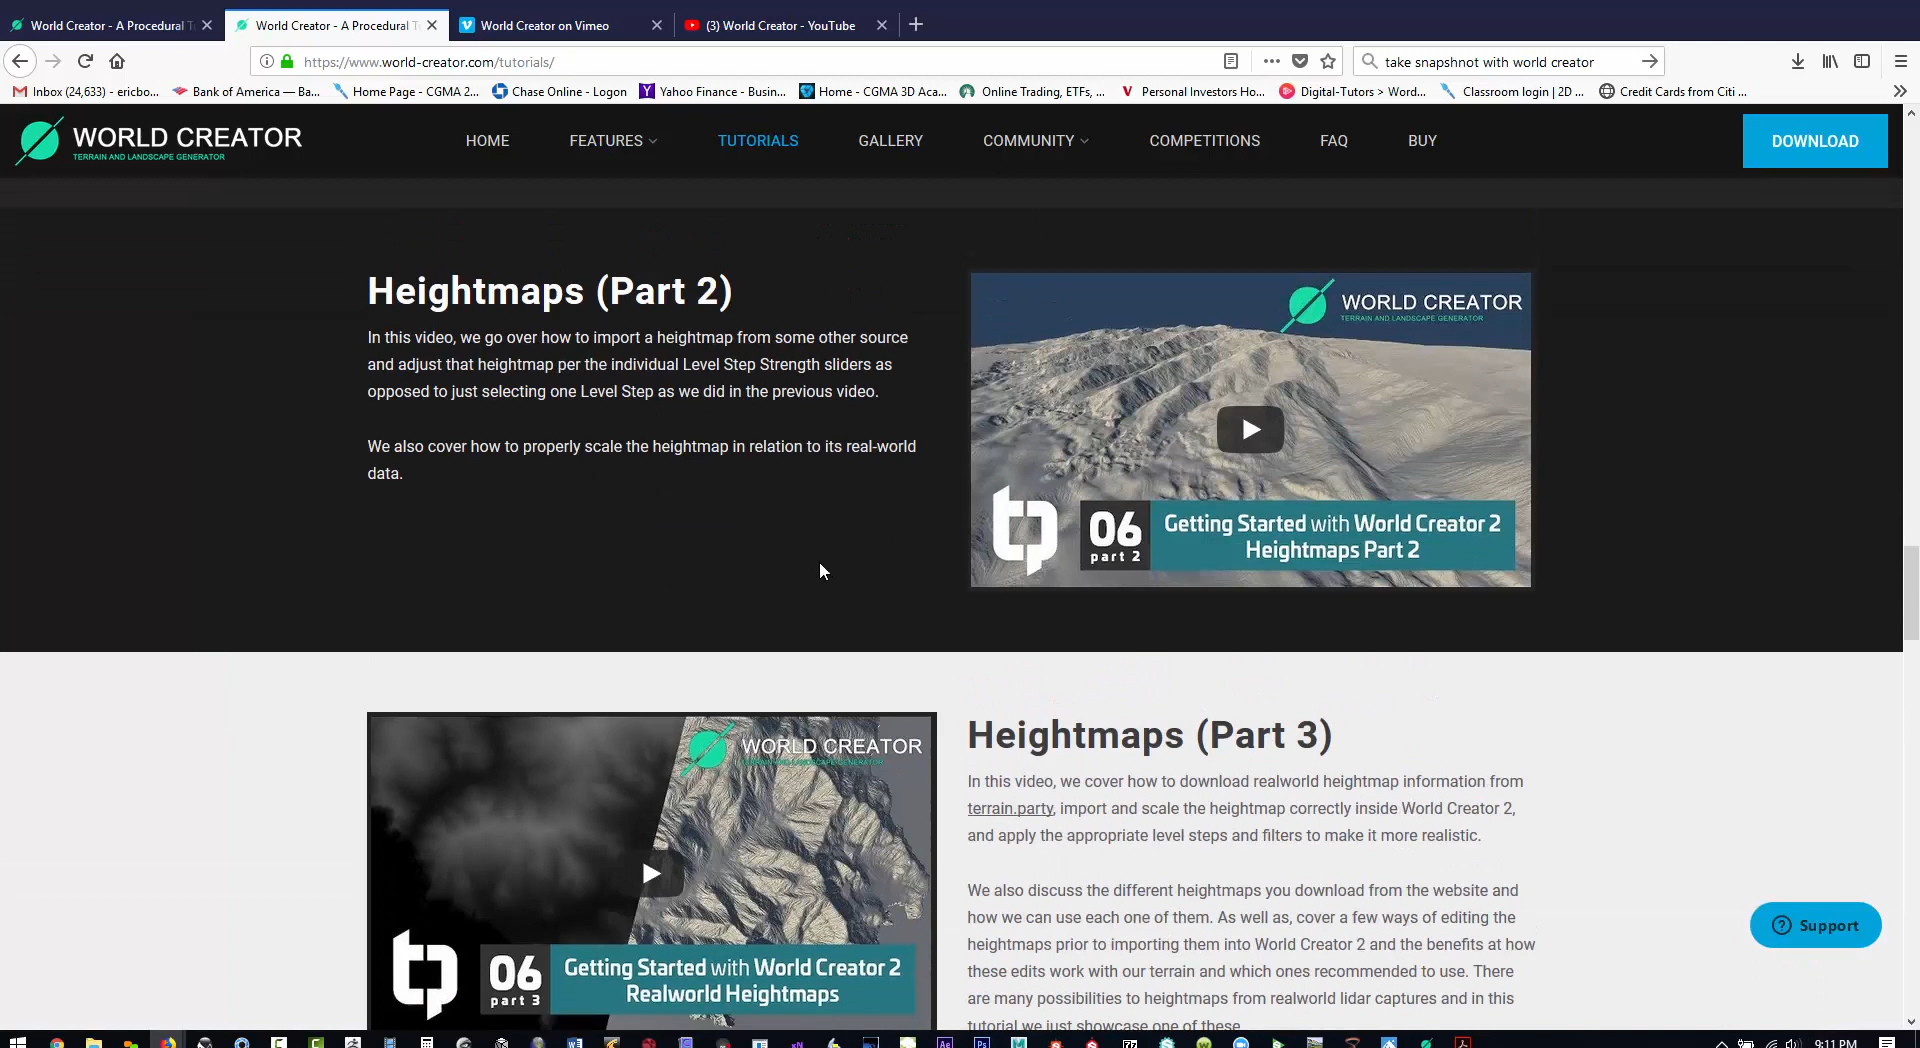 World Creator - A Procedural T
World Creator - A Procedural T
World Creator on Vimeo
(3) World Creator - YouTube
https://www.world-creator.com/tutorials/
take snapshnot with world creator
Inbox (24,633) - ericbo...
Bank of America — Ba...
Home Page - CGMA 2...
Chase Online - Logon
Yahoo Finance - Busin...
Home - CGMA 3D Aca...
Online Trading, ETFs, ...
Personal Investors Ho...
Digital-Tutors > Word...
Classroom login | 2D ...
Credit Cards from Citi ...
WORLD CREATOR
TERRAIN AND LANDSCAPE GENERATOR
HOME
FEATURES
TUTORIALS
GALLERY
COMMUNITY
COMPETITIONS
FAQ
BUY
DOWNLOAD
Heightmaps (Part 2)
In this video, we go over how to import a heightmap from some other source
and adjust that heightmap per the individual Level Step Strength sliders as
opposed to just selecting one Level Step as we did in the previous video.
We also cover how to properly scale the heightmap in relation to its real-world
data.
WORLD CREATOR
TERRAIN AND LANDSCAPE GENERATOR
06
part 2
Getting Started with World Creator 2
Heightmaps Part 2
WORLD CREATOR
TERRAIN AND LANDSCAPE GENERATOR
06
part 3
Getting Started with World Creator 2
Realworld Heightmaps
Heightmaps (Part 3)
In this video, we cover how to download realworld heightmap information from
terrain.party, import and scale the heightmap correctly inside World Creator 2,
and apply the appropriate level steps and filters to make it more realistic.
We also discuss the different heightmaps you download from the website and
how we can use each one of them. As well as, cover a few ways of editing the
heightmaps prior to importing them into World Creator 2 and the benefits at how
these edits work with our terrain and which ones recommended to use. There
are many possibilities to heightmaps from realworld lidar captures and in this
tutorial we just showcase one of these
Support
9:11 PM